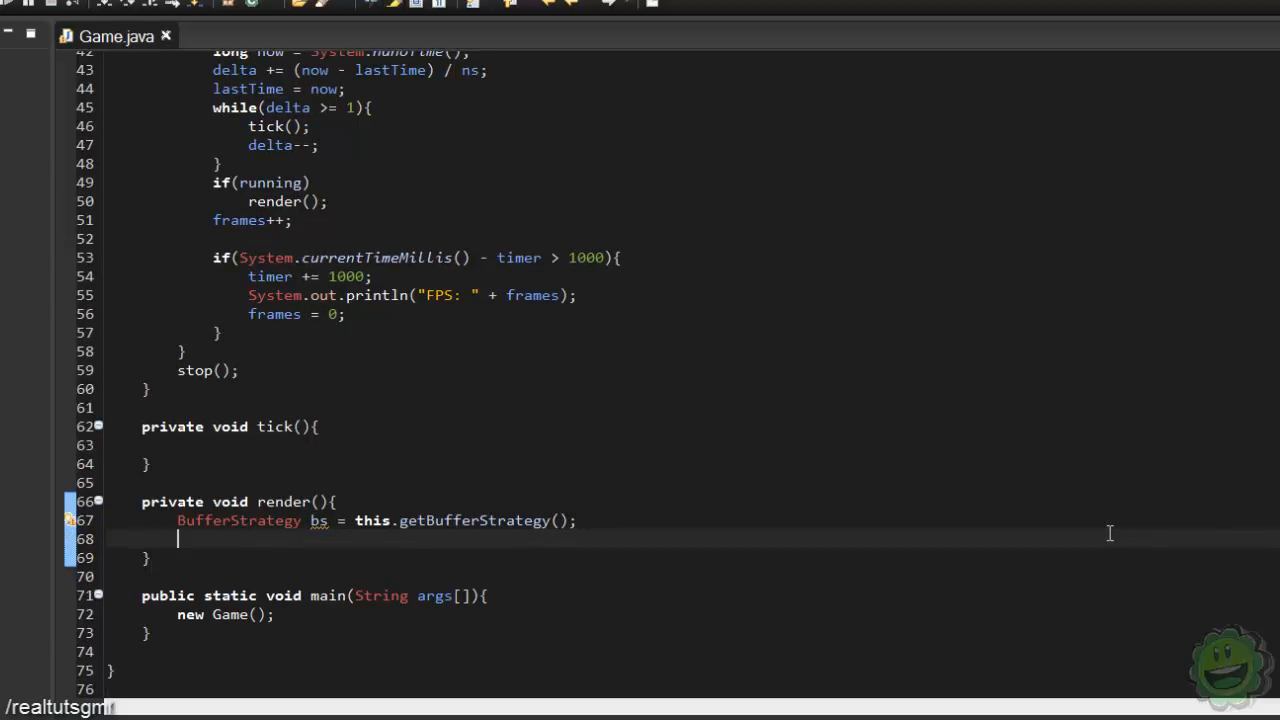 Game.java
42 long now = System.nanoTime();
43 delta += (now - lastTime) / ns;
44 lastTime = now;
45 while(delta >= 1){
46 tick();
47 delta--;
48 }
49 if(running)
50 render();
51 frames++;
52
53 if(System.currentTimeMillis() - timer > 1000){
54 timer += 1000;
55 System.out.println("FPS: " + frames);
56 frames = 0;
57 }
58 }
59 stop();
60 }
61
62 private void tick(){
63
64 }
65
66 private void render(){
67 BufferStrategy bs = this.getBufferStrategy();
68
69 }
70
71 public static void main(String args[]){
72 new Game();
73 }
74
75 }
76
/realtutsgml